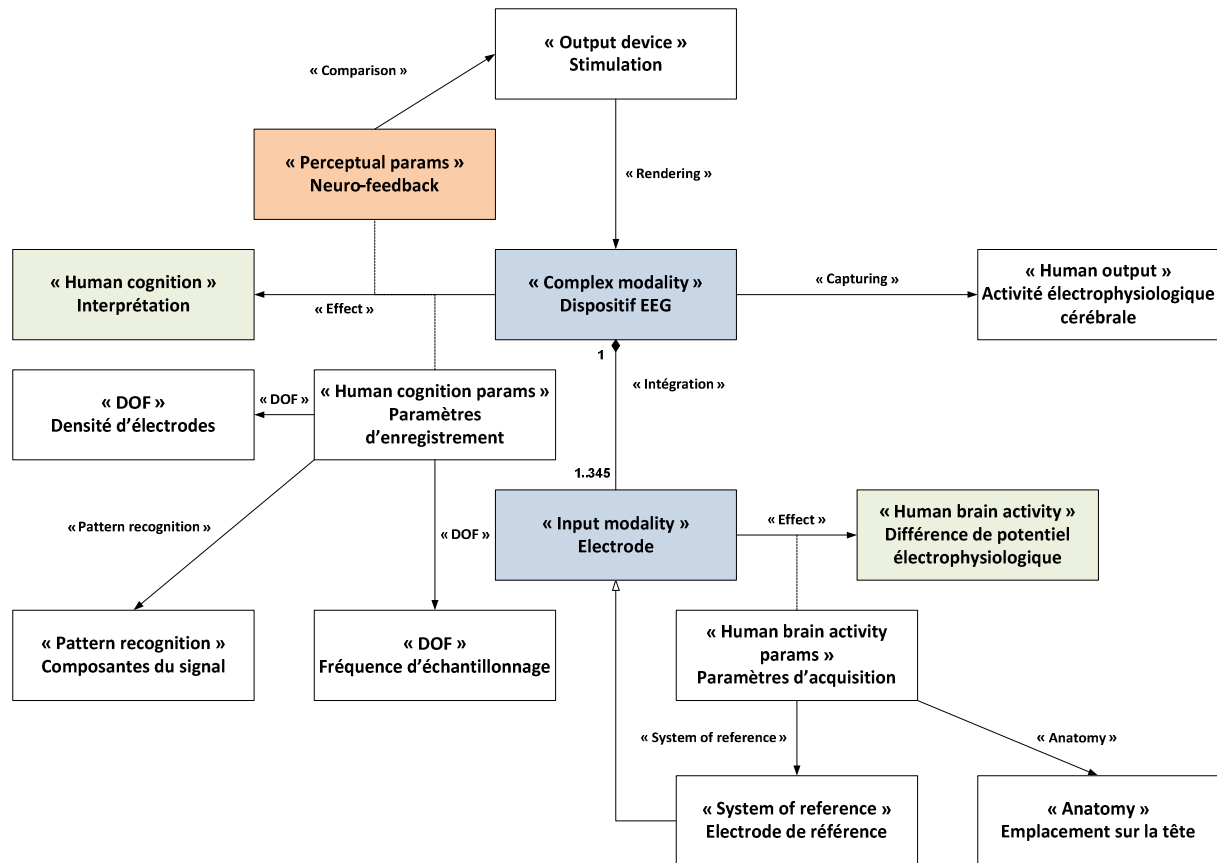 « Output device »
Stimulation
« Comparison »
« Perceptual params »
Neuro-feedback
« Rendering »
« Human cognition »
Interprétation
« Effect »
« Complex modality »
Dispositif EEG
« Capturing »
« Human output »
Activité électrophysiologique
cérébrale
1
« Intégration »
« DOF »
Densité d’électrodes
« DOF »
« Human cognition params »
Paramètres
d’enregistrement
1..345
« Pattern recognition »
« DOF »
« Input modality »
Electrode
« Effect »
« Human brain activity »
Différence de potentiel
électrophysiologique
« Pattern recognition »
Composantes du signal
« DOF »
Fréquence d’échantillonnage
« Human brain activity
params »
Paramètres d’acquisition
« System of reference »
« Anatomy »
« System of reference »
Electrode de référence
« Anatomy »
Emplacement sur la tête